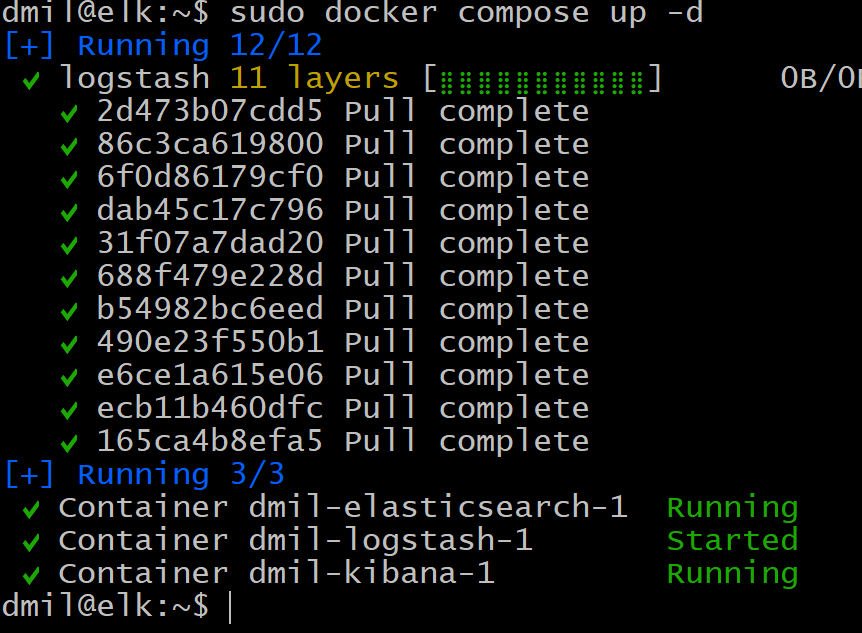 dmil@elk:~$ sudo docker compose up -d
[+] Running 12/12
✔ logstash 11 layers [⣿⣿⣿⣿⣿⣿⣿⣿⣿⣿⣿] 0B/0B
✔ 2d473b07cdd5 Pull complete
✔ 86c3ca619800 Pull complete
✔ 6f0d86179cf0 Pull complete
✔ dab45c17c796 Pull complete
✔ 31f07a7dad20 Pull complete
✔ 688f479e228d Pull complete
✔ b54982bc6eed Pull complete
✔ 490e23f550b1 Pull complete
✔ e6ce1a615e06 Pull complete
✔ ecb11b460dfc Pull complete
✔ 165ca4b8efa5 Pull complete
[+] Running 3/3
✔ Container dmil-elasticsearch-1 Running
✔ Container dmil-logstash-1 Started
✔ Container dmil-kibana-1 Running
dmil@elk:~$